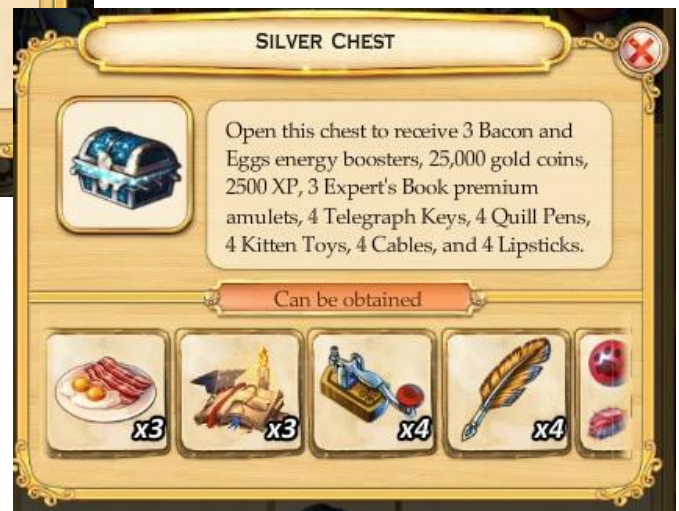 SILVER CHEST
Open this chest to receive 3 Bacon and
Eggs energy boosters, 25,000 gold coins,
2500 XP, 3 Expert's Book premium
amulets, 4 Telegraph Keys, 4 Quill Pens,
4 Kitten Toys, 4 Cables, and 4 Lipsticks.
Can be obtained
x3 x3 x4 x4